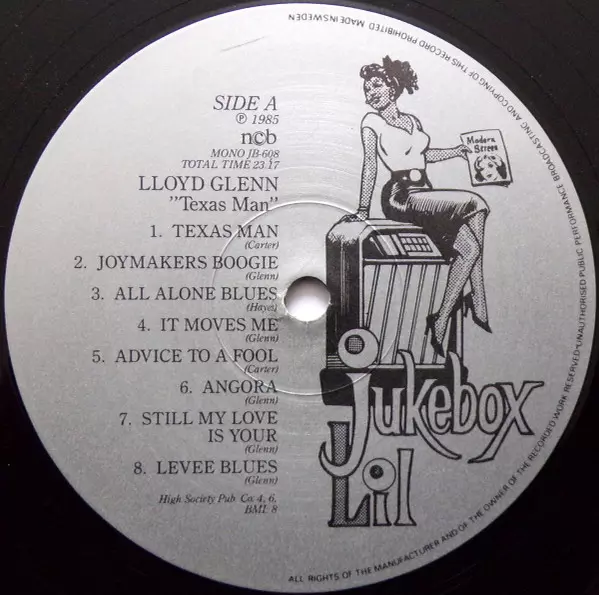 SIDE A
℗ 1985
ncb
MONO JB-608
TOTAL TIME 23.17
LLOYD GLENN
"Texas Man"
1. TEXAS MAN
(Carter)
2. JOYMAKERS BOOGIE
(Glenn)
3. ALL ALONE BLUES
(Hayes)
4. IT MOVES ME
(Glenn)
5. ADVICE TO A FOOL
(Carter)
6. ANGORA
(Glenn)
7. STILL MY LOVE
IS YOUR
(Glenn)
8. LEVEE BLUES
(Glenn)
High Society Pub. Co. 4, 6,
BMI. 8
Modern
Stress
Jukebox
Lil
ALL RIGHTS OF THE MANUFACTURER AND OF THE OWNER OF THE RECORDED WORK RESERVED·UNAUTHORISED PUBLIC PERFORMANCE BROADCASTING AND COPYING OF THIS RECORD PROHIBITED MADE IN SWEDEN